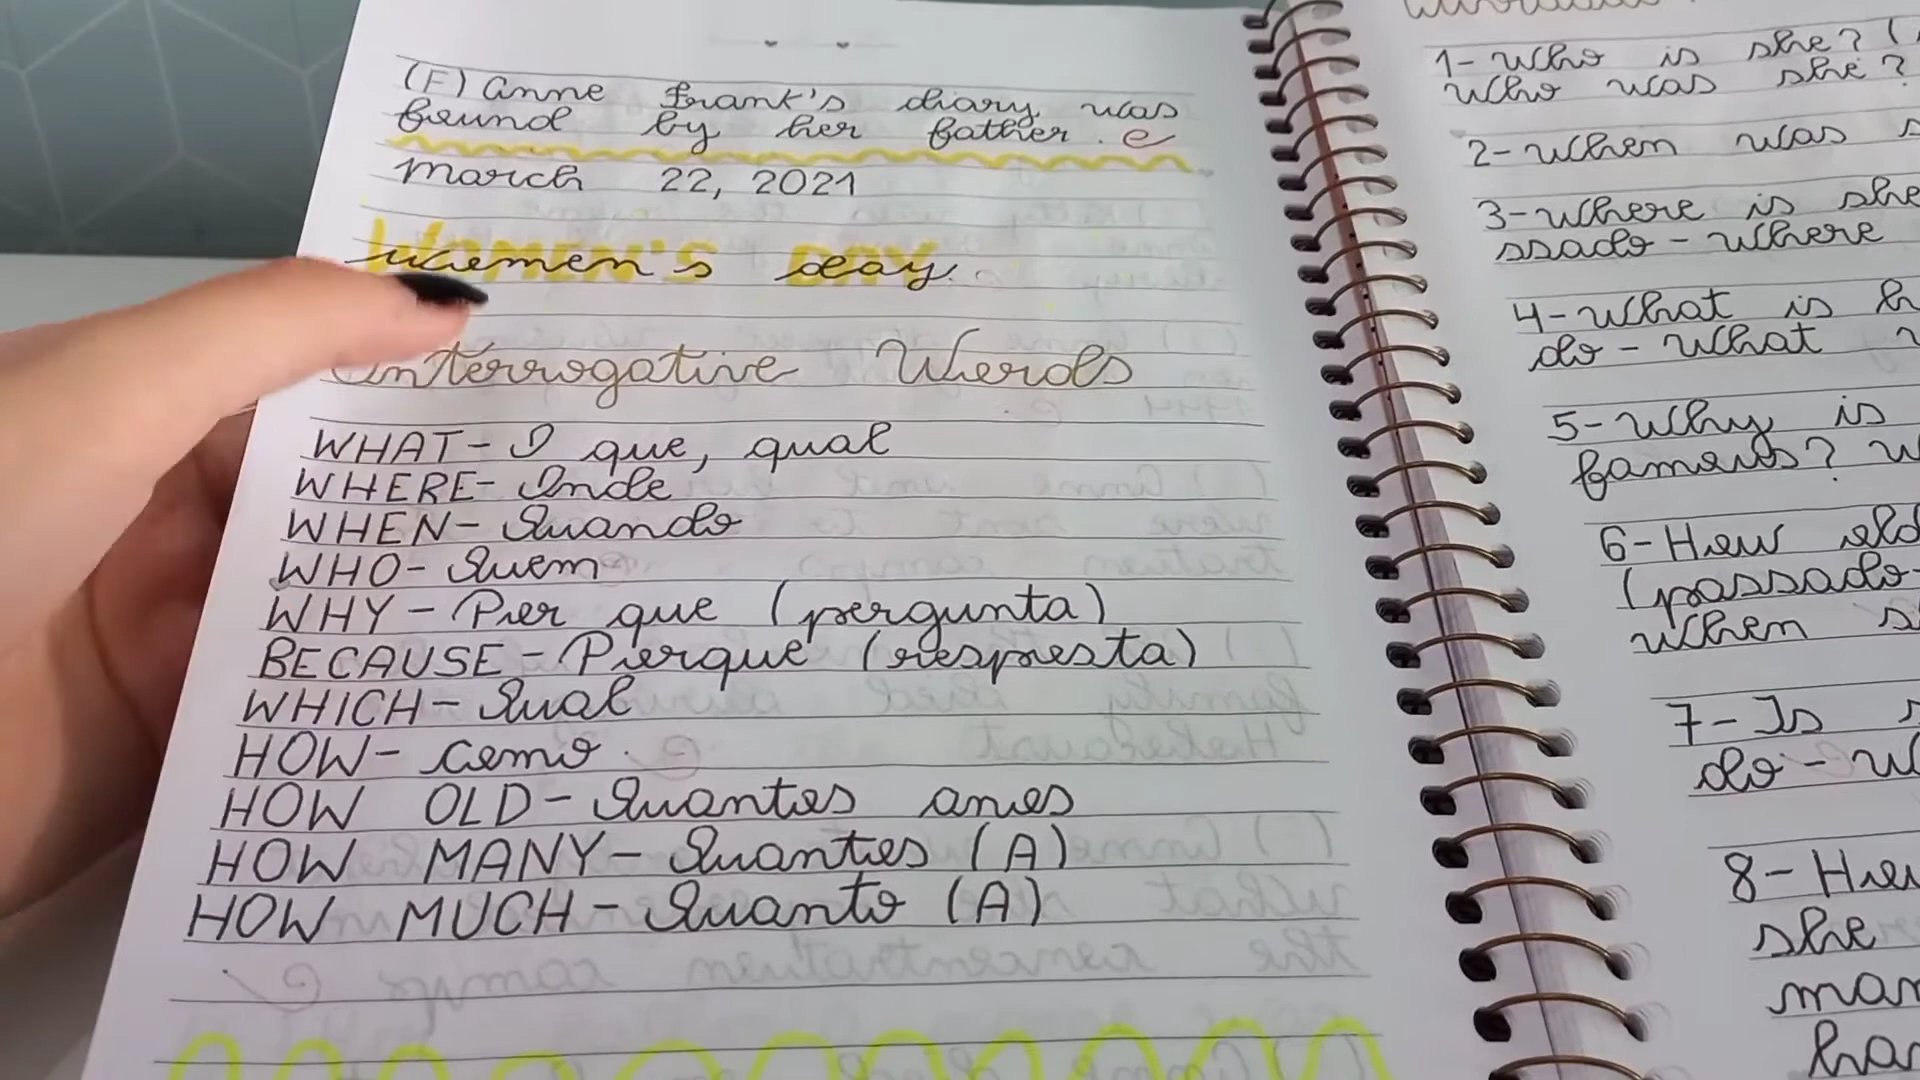 (F) Anne Frank's diary was
found by her father. c
March 22, 2021
Women's day.
Interrogative Words
WHAT - O que, qual
WHERE - Onde
WHEN - Quando
WHO - Quem
WHY - Por que (pergunta)
BECAUSE - Porque (resposta)
WHICH - Qual
HOW - como
HOW OLD - Quantos anos
HOW MANY - Quantos (A)
HOW MUCH - Quanto (A)
1- Who is she? (
Who was she?
2- When was s
3- Where is she
ssado - Where
4- What is h
do - What
5- Why is
famous? W
6- How old
(passado -
When s
7- Is
do - W
8- How
she
man
ha